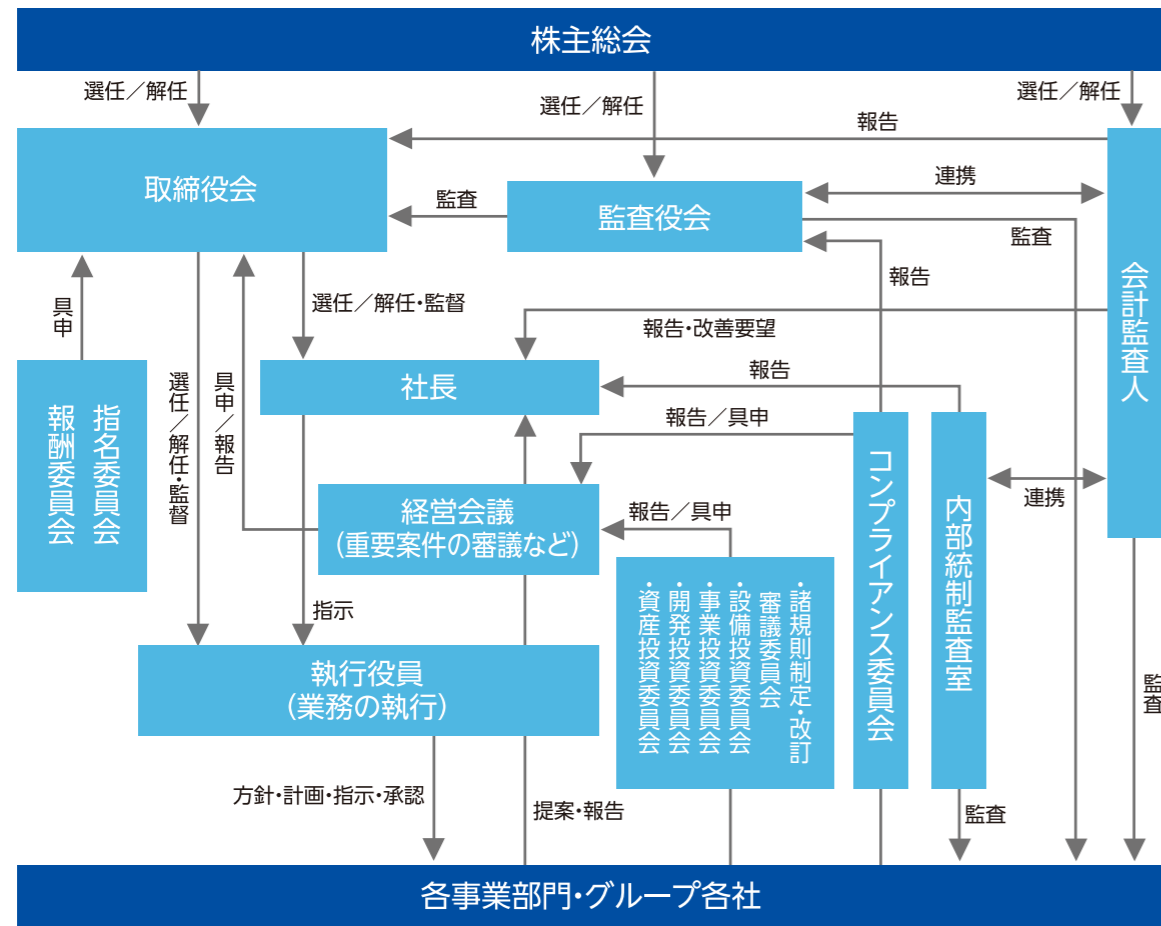 株主総会
選任／解任
選任／解任
選任／解任
報告
取締役会
監査
監査役会
連携
監査
会計監査人
具申
選任／解任・監督
報告
報告・改善要望
指名委員会
報酬委員会
選任／解任・監督
具申／報告
社長
報告
報告／具申
コンプライアンス委員会
内部統制監査室
連携
経営会議
（重要案件の審議など）
報告／具申
・諸規則制定・改訂
審議委員会
・設備投資委員会
・事業投資委員会
・開発投資委員会
・資産投資委員会
指示
執行役員
（業務の執行）
監査
方針・計画・指示・承認
提案・報告
監査
各事業部門・グループ各社